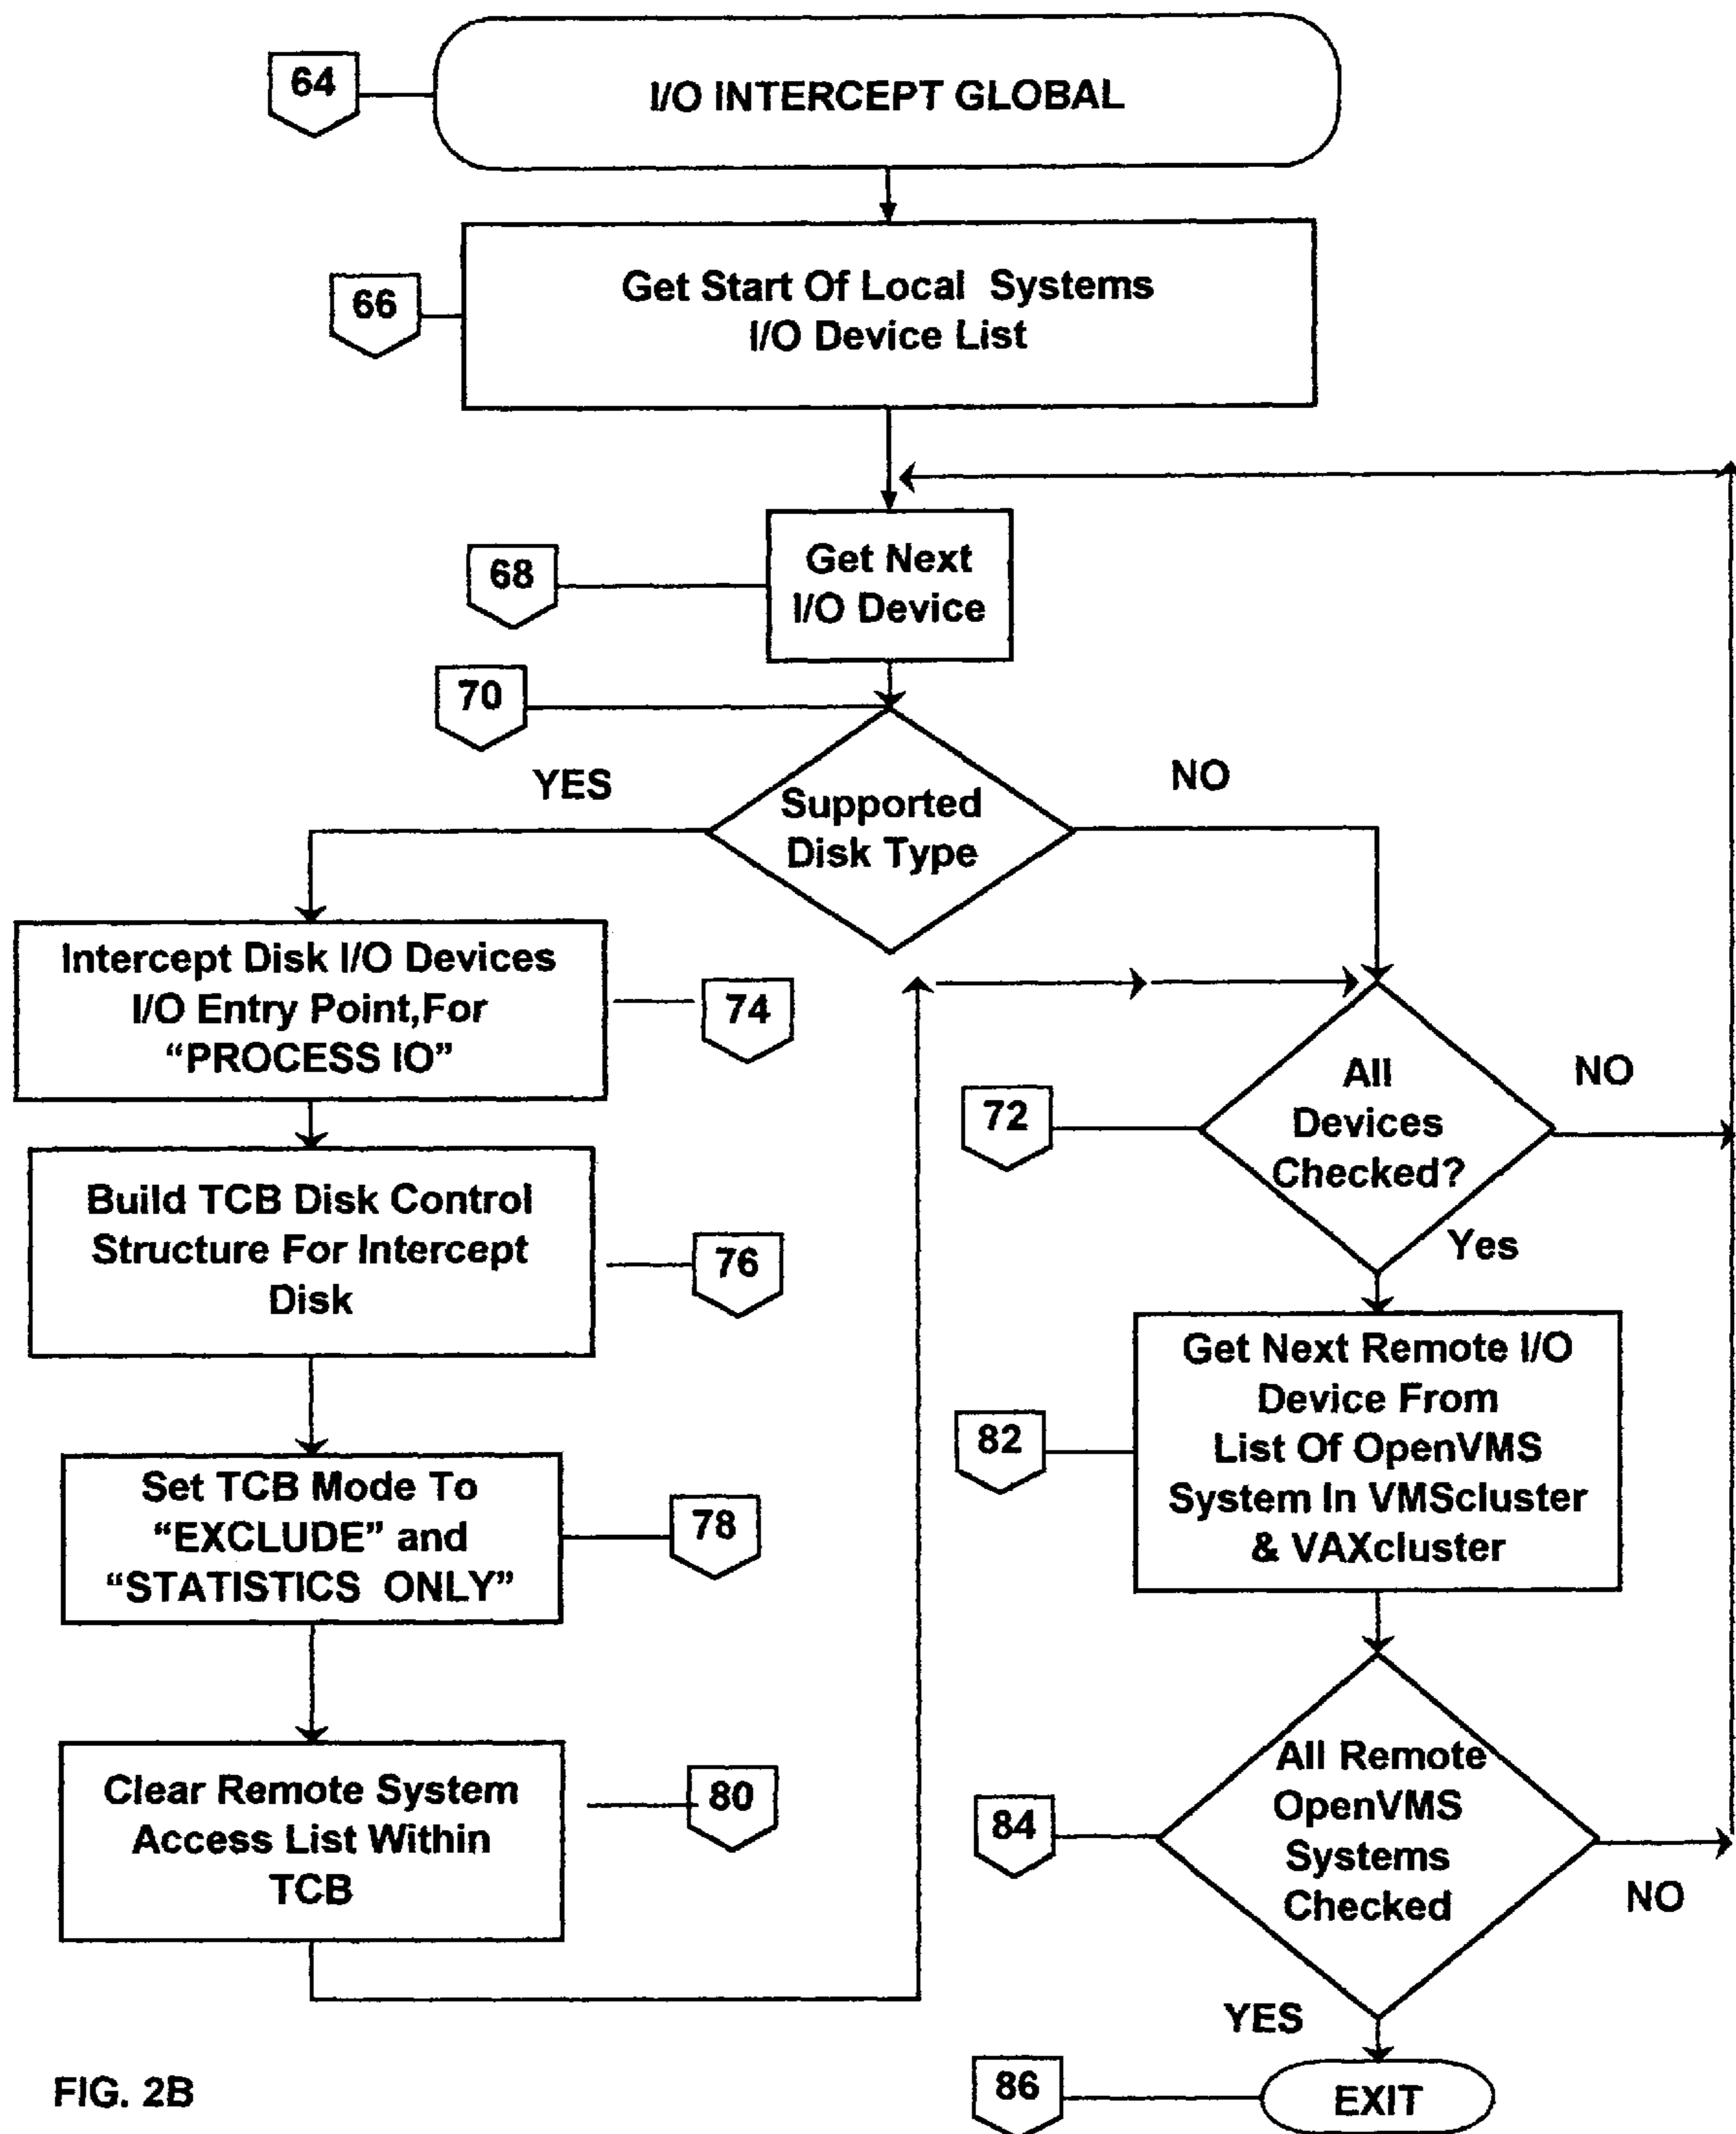 64
I/O INTERCEPT GLOBAL
66
Get Start Of Local Systems
I/O Device List
68
Get Next
I/O Device
70
YES
NO
Supported
Disk Type
Intercept Disk I/O Devices
I/O Entry Point,For
“PROCESS IO”
74
72
All
Devices
Checked?
NO
Yes
Build TCB Disk Control
Structure For Intercept
Disk
76
Get Next Remote I/O
Device From
List Of OpenVMS
System In VMScluster
& VAXcluster
82
Set TCB Mode To
“EXCLUDE” and
“STATISTICS ONLY”
78
Clear Remote System
Access List Within
TCB
80
84
All Remote
OpenVMS
Systems
Checked
NO
YES
86
EXIT
FIG. 2B